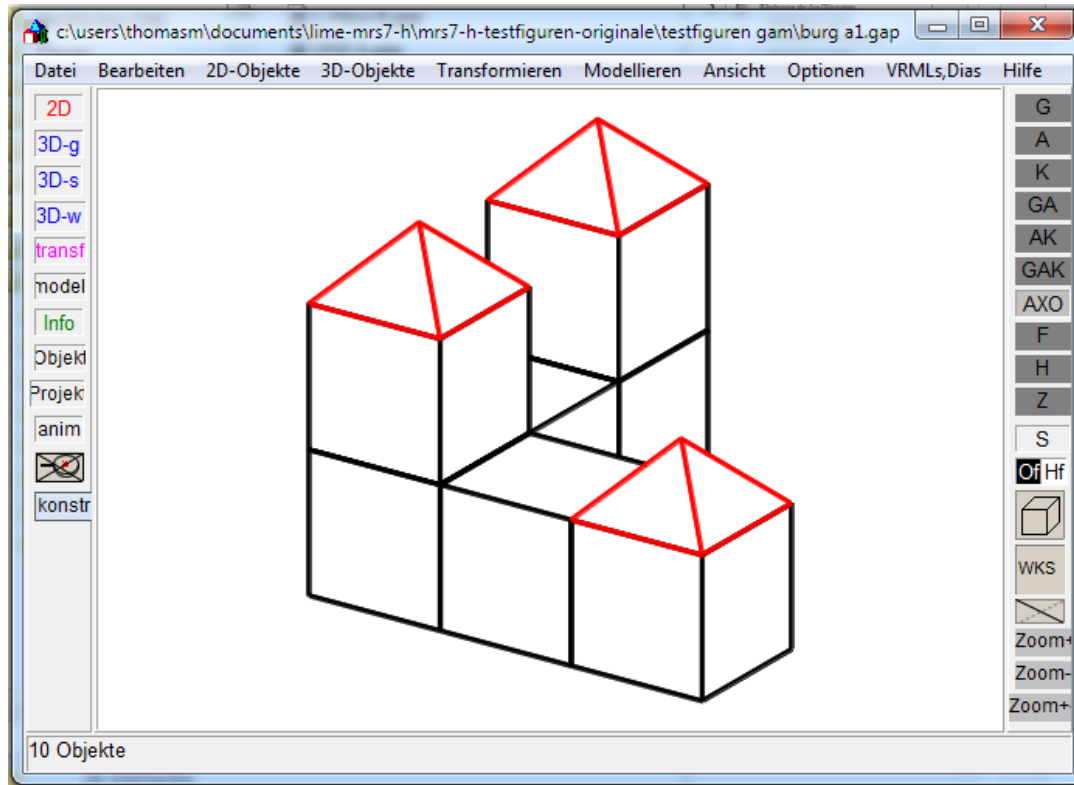 c:\users\thomasm\documents\lime-mrs7-h\mrs7-h-testfiguren-originale\testfiguren gam\burg a1.gap
Datei Bearbeiten 2D-Objekte 3D-Objekte Transformieren Modellieren Ansicht Optionen VRMLs,Dias Hilfe
2D
3D-g
3D-s
3D-w
transf
model
Info
Objekt
Projekt
anim
konstr
G
A
K
GA
AK
GAK
AXO
F
H
Z
S
Of Hf
WKS
Zoom+
Zoom-
Zoom+
10 Objekte